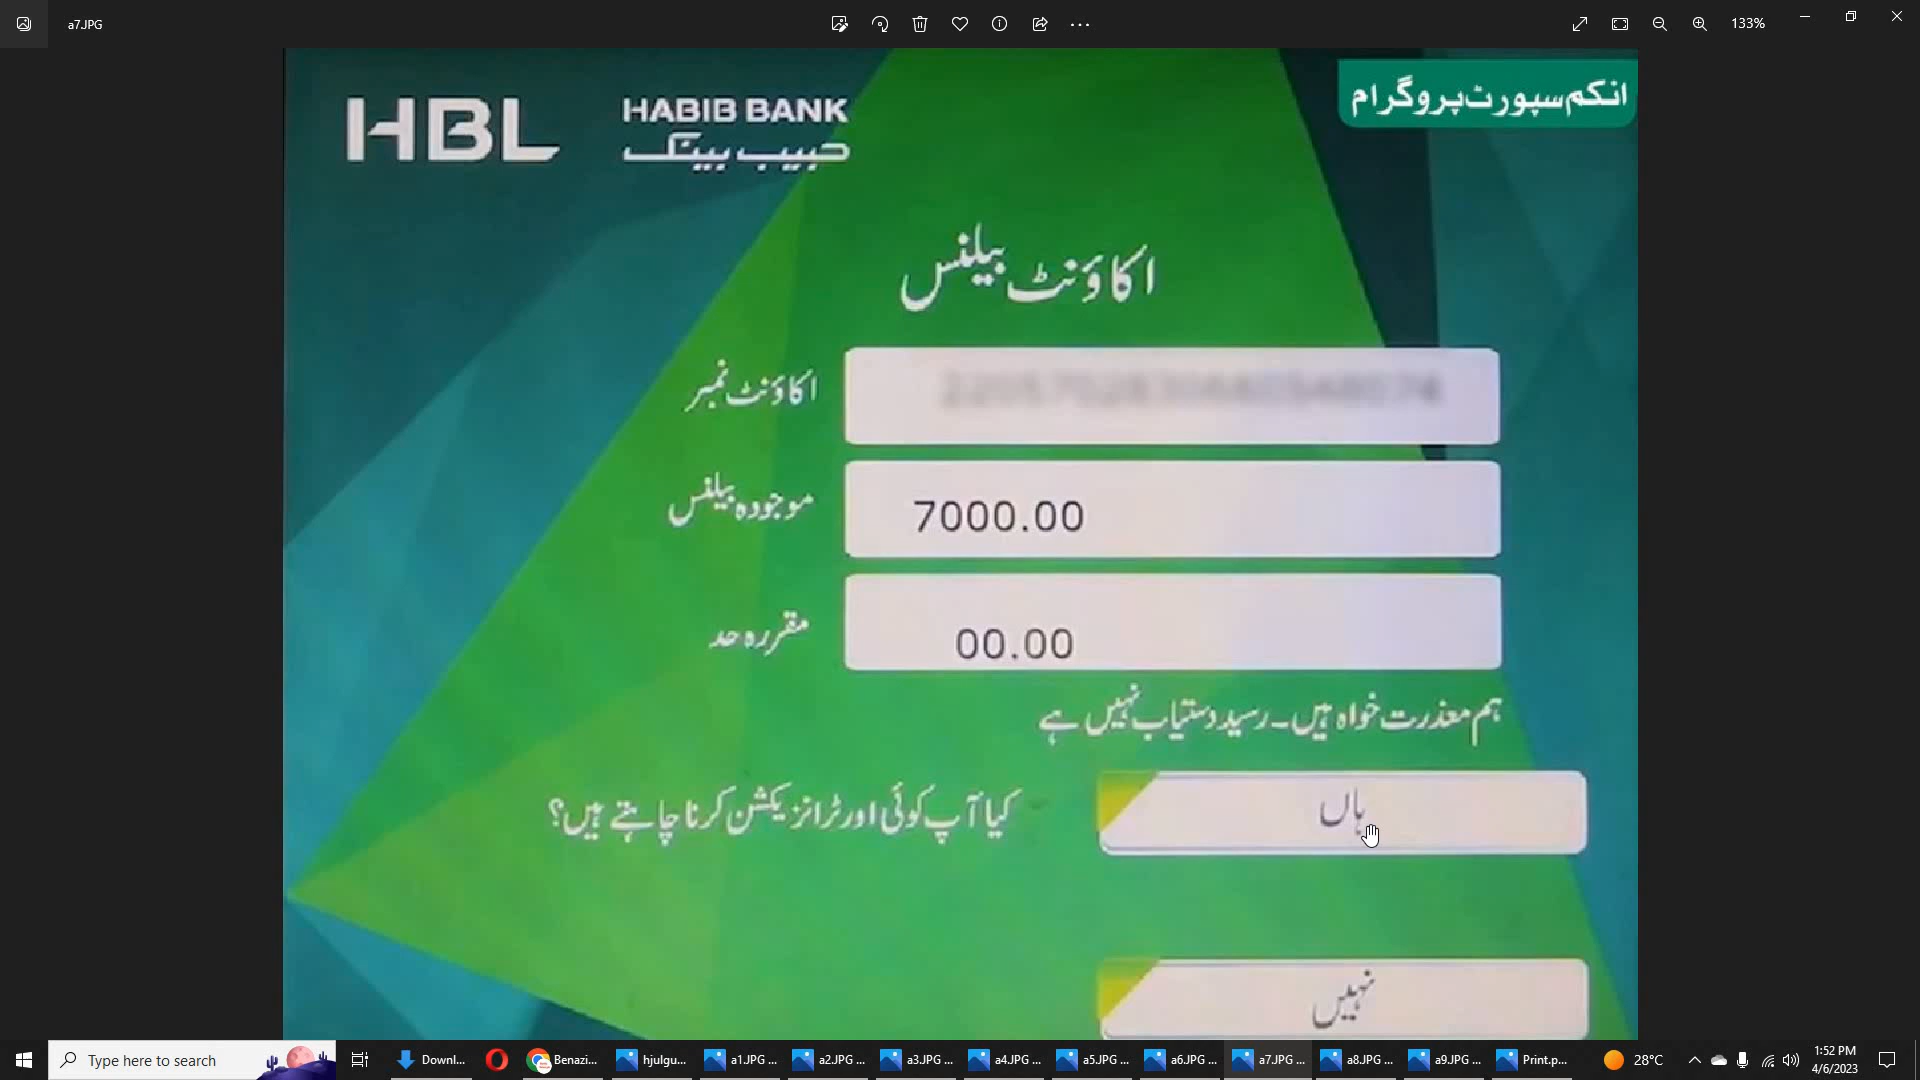 a7.JPG
133%
HBL
HABIB BANK
حبیب بینک
انکم سپورٹ پروگرام
اکاؤنٹ بیلنس
اکاؤنٹ نمبر
موجودہ بیلنس
7000.00
مقررہ حد
00.00
ہم معذرت خواہ ہیں۔ رسید دستیاب نہیں ہے
کیا آپ کوئی اور ٹرانزیکشن کرنا چاہتے ہیں؟
ہاں
نہیں
Type here to search
Downl...
Benazi...
hjulgu...
a1.JPG ...
a2.JPG ...
a3.JPG ...
a4.JPG ...
a5.JPG ...
a6.JPG ...
a7.JPG ...
a8.JPG ...
a9.JPG ...
Print.p...
28°C
1:52 PM
4/6/2023